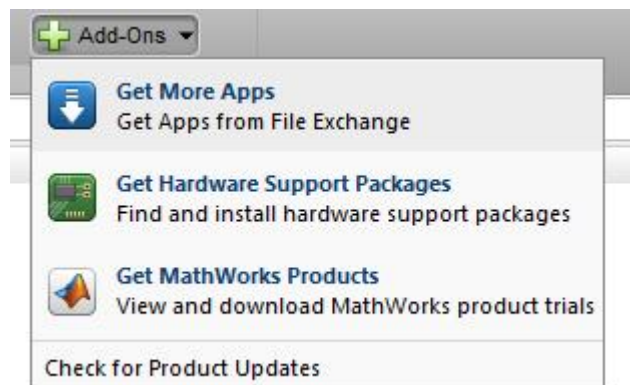 Add-Ons
Get More Apps
Get Apps from File Exchange
Get Hardware Support Packages
Find and install hardware support packages
Get MathWorks Products
View and download MathWorks product trials
Check for Product Updates